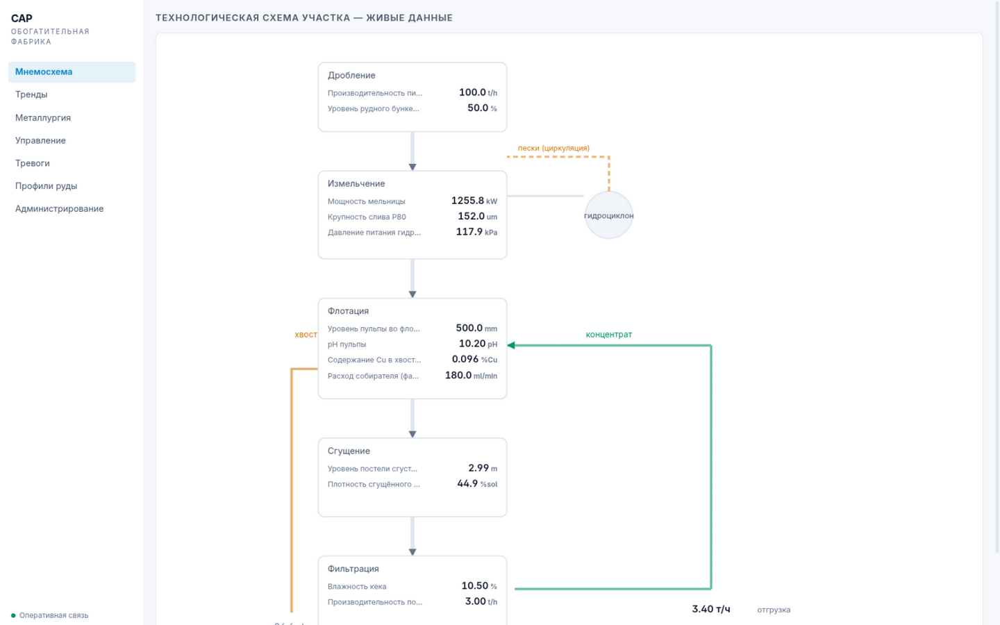 САР
ОБОГАТИТЕЛЬНАЯ
ФАБРИКА
Мнемосхема
Тренды
Металлургия
Управление
Тревоги
Профили руды
Администрирование
Оперативная связь
ТЕХНОЛОГИЧЕСКАЯ СХЕМА УЧАСТКА — ЖИВЫЕ ДАННЫЕ
Дробление
Производительность пи... 100.0 t/h
Уровень рудного бунке... 50.0 %
пески (циркуляция)
Измельчение
Мощность мельницы 1255.8 kW
Крупность слива P80 152.0 um
Давление питания гидр... 117.9 kPa
гидроциклон
Флотация
Уровень пульпы во фло... 500.0 mm
pH пульпы 10.20 pH
Содержание Cu в хвост... 0.096 %Cu
Расход собирателя (фа... 180.0 ml/min
хвост
концентрат
Сгущение
Уровень постели сгуст... 2.99 m
Плотность сгущённого ... 44.9 %sol
Фильтрация
Влажность кека 10.50 %
Производительность по... 3.00 t/h
3.40 т/ч отгрузка